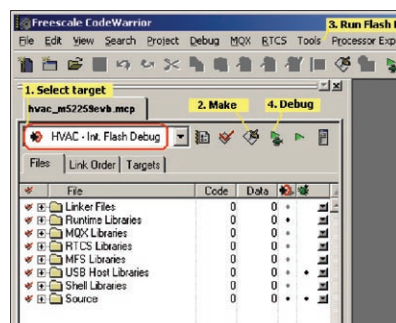 Freescale CodeWarrior
3. Run Flash
File Edit View Search Project Debug MQX RTCS Tools Processor Exp
1. Select target
hvac_m52259evb.mcp
2. Make
4. Debug
HVAC - Int. Flash Debug
Files Link Order Targets
File Code Data
Linker Files 0 0
Runtime Libraries 0 0
MQX Libraries 0 0
RTCS Libraries 0 0
MFS Libraries 0 0
USB Host Libraries 0 0
Shell Libraries 0 0
Source 0 0